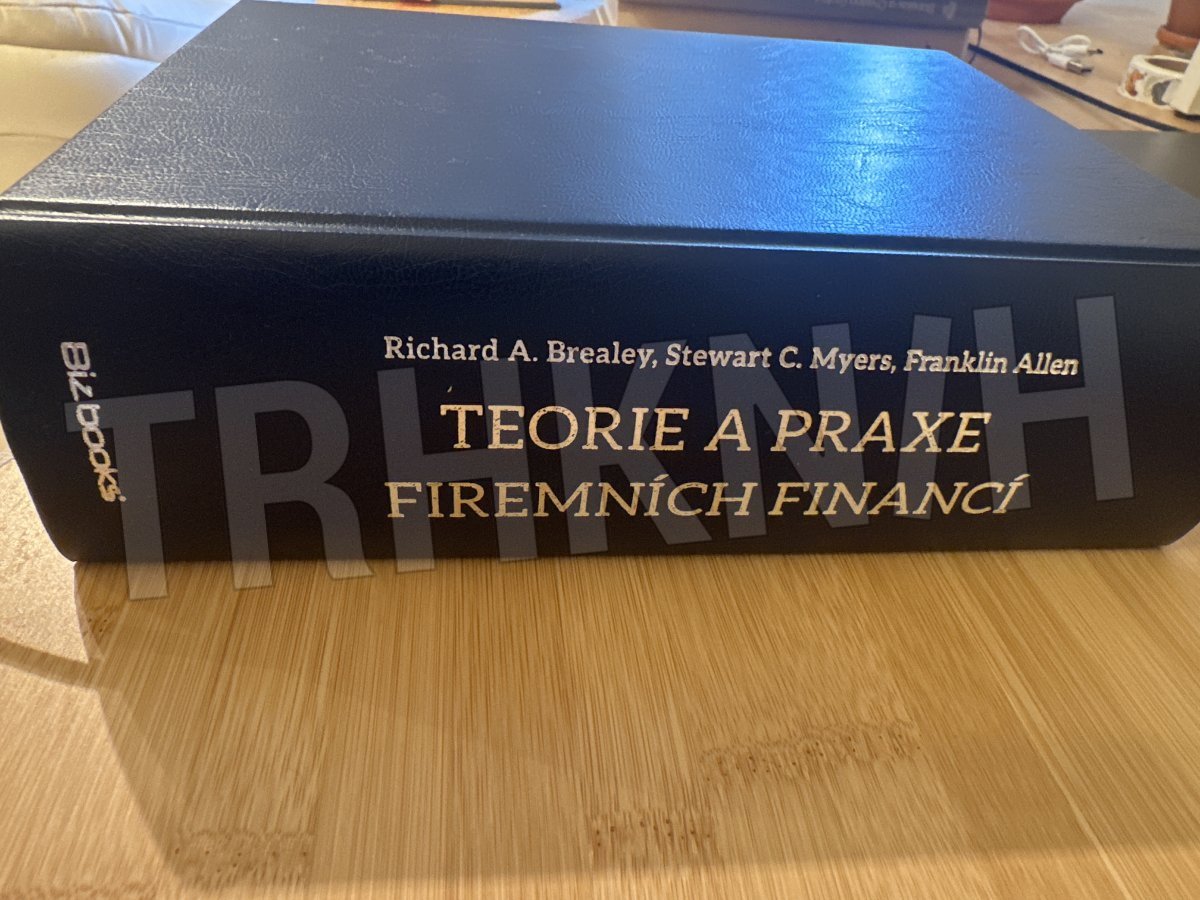 Richard A. Brealey, Stewart C. Myers, Franklin Allen
TEORIE A PRAXE
FIREMNÍCH FINANCÍ
Bizbooks
TRHKNIH